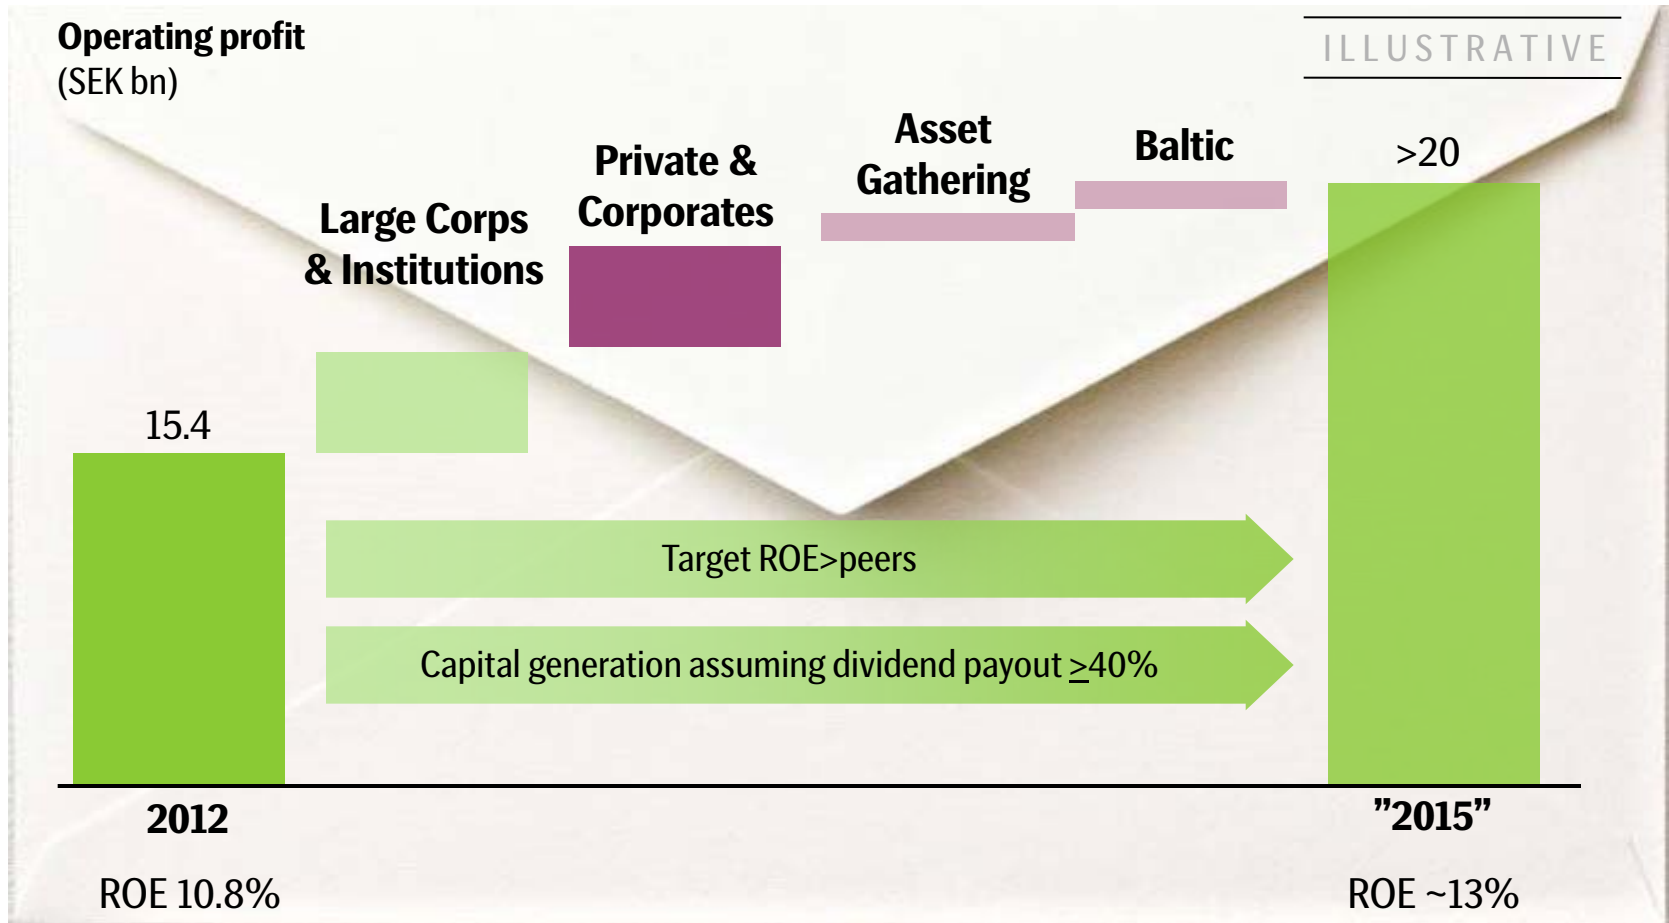 Operating profit
(SEK bn)
ILLUSTRATIVE
Asset
Gathering
Baltic
>20
Private &
Corporates
Large Corps
& Institutions
15.4
Target ROE>peers
Capital generation assuming dividend payout ≥40%
2012
”2015”
ROE 10.8%
ROE ~13%